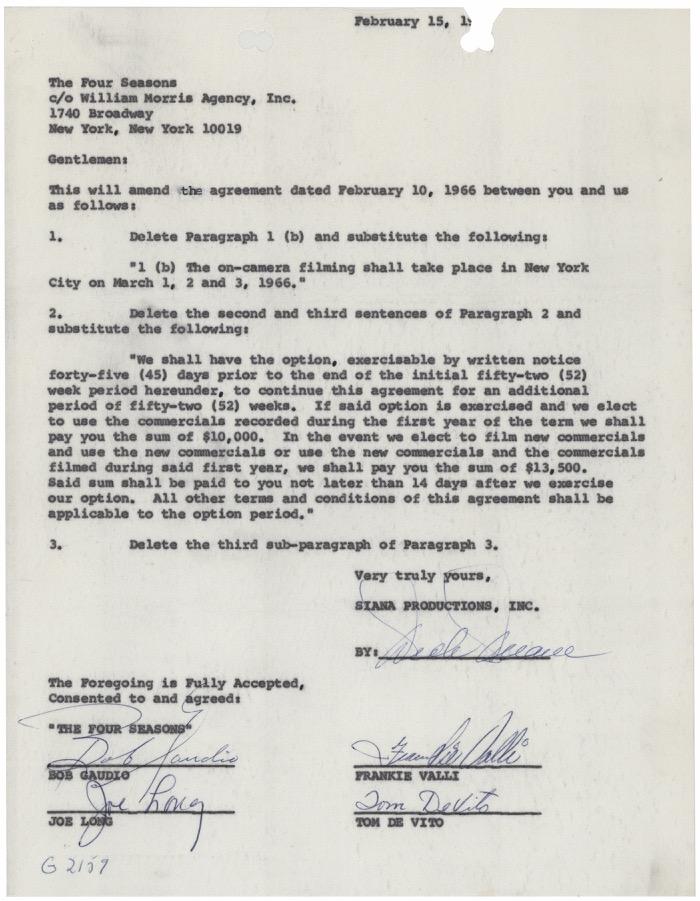 February 15, 19
The Four Seasons
c/o William Morris Agency, Inc.
1740 Broadway
New York, New York 10019
Gentlemen:
This will amend the agreement dated February 10, 1966 between you and us
as follows:
1. Delete Paragraph 1 (b) and substitute the following:
"1 (b) The on-camera filming shall take place in New York
City on March 1, 2 and 3, 1966."
2. Delete the second and third sentences of Paragraph 2 and
substitute the following:
"We shall have the option, exercisable by written notice
forty-five (45) days prior to the end of the initial fifty-two (52)
week period hereunder, to continue this agreement for an additional
period of fifty-two (52) weeks. If said option is exercised and we elect
to use the commercials recorded during the first year of the term we shall
pay you the sum of $10,000. In the event we elect to film new commercials
and use the new commercials or use the new commercials and the commercials
filmed during said first year, we shall pay you the sum of $13,500.
Said sum shall be paid to you not later than 14 days after we exercise
our option. All other terms and conditions of this agreement shall be
applicable to the option period."
3. Delete the third sub-paragraph of Paragraph 3.
Very truly yours,
SIANA PRODUCTIONS, INC.
BY:
The Foregoing is Fully Accepted,
Consented to and agreed:
"THE FOUR SEASONS"
Bob Gaudio Frankie Valli
BOB GAUDIO FRANKIE VALLI
Joe Long Tom DeVito
JOE LONG TOM DE VITO
G 2159